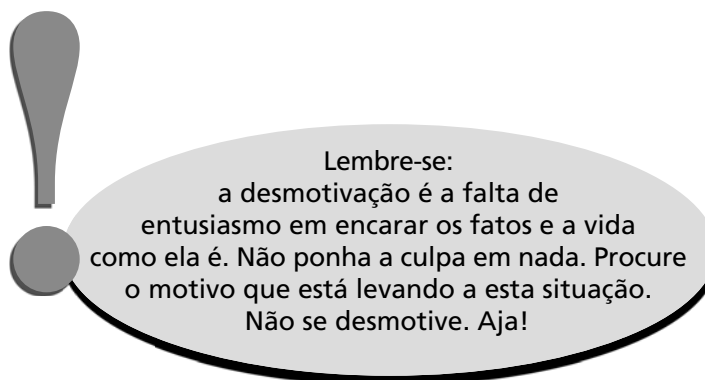 Lembre-se:
a desmotivação é a falta de
entusiasmo em encarar os fatos e a vida
como ela é. Não ponha a culpa em nada. Procure
o motivo que está levando a esta situação.
Não se desmotive. Aja!